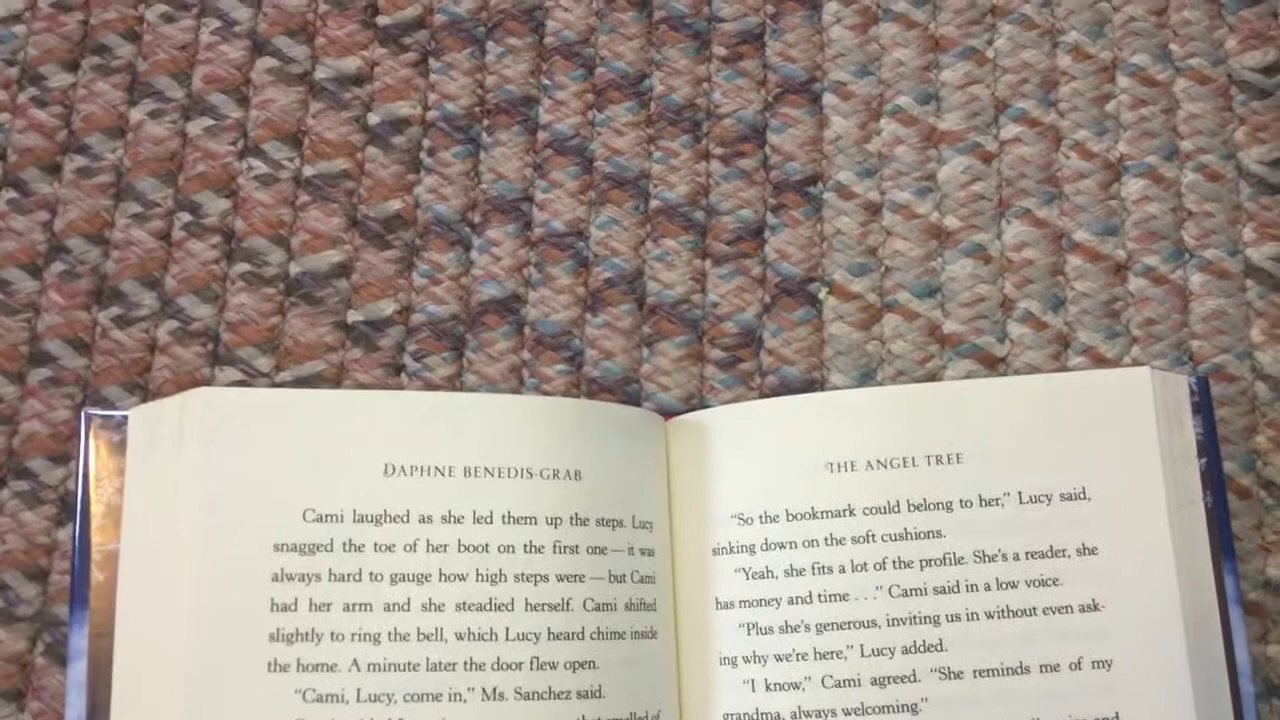 DAPHNE BENEDIS-GRAB
Cami laughed as she led them up the steps. Lucy
snagged the toe of her boot on the first one — it was
always hard to gauge how high steps were — but Cami
had her arm and she steadied herself. Cami shifted
slightly to ring the bell, which Lucy heard chime inside
the home. A minute later the door flew open.
“Cami, Lucy, come in,” Ms. Sanchez said.
that smelled of
THE ANGEL TREE
“So the bookmark could belong to her,” Lucy said,
sinking down on the soft cushions.
“Yeah, she fits a lot of the profile. She’s a reader, she
has money and time . . .” Cami said in a low voice.
“Plus she’s generous, inviting us in without even ask-
ing why we’re here,” Lucy added.
“I know,” Cami agreed. “She reminds me of my
grandma, always welcoming.”
and